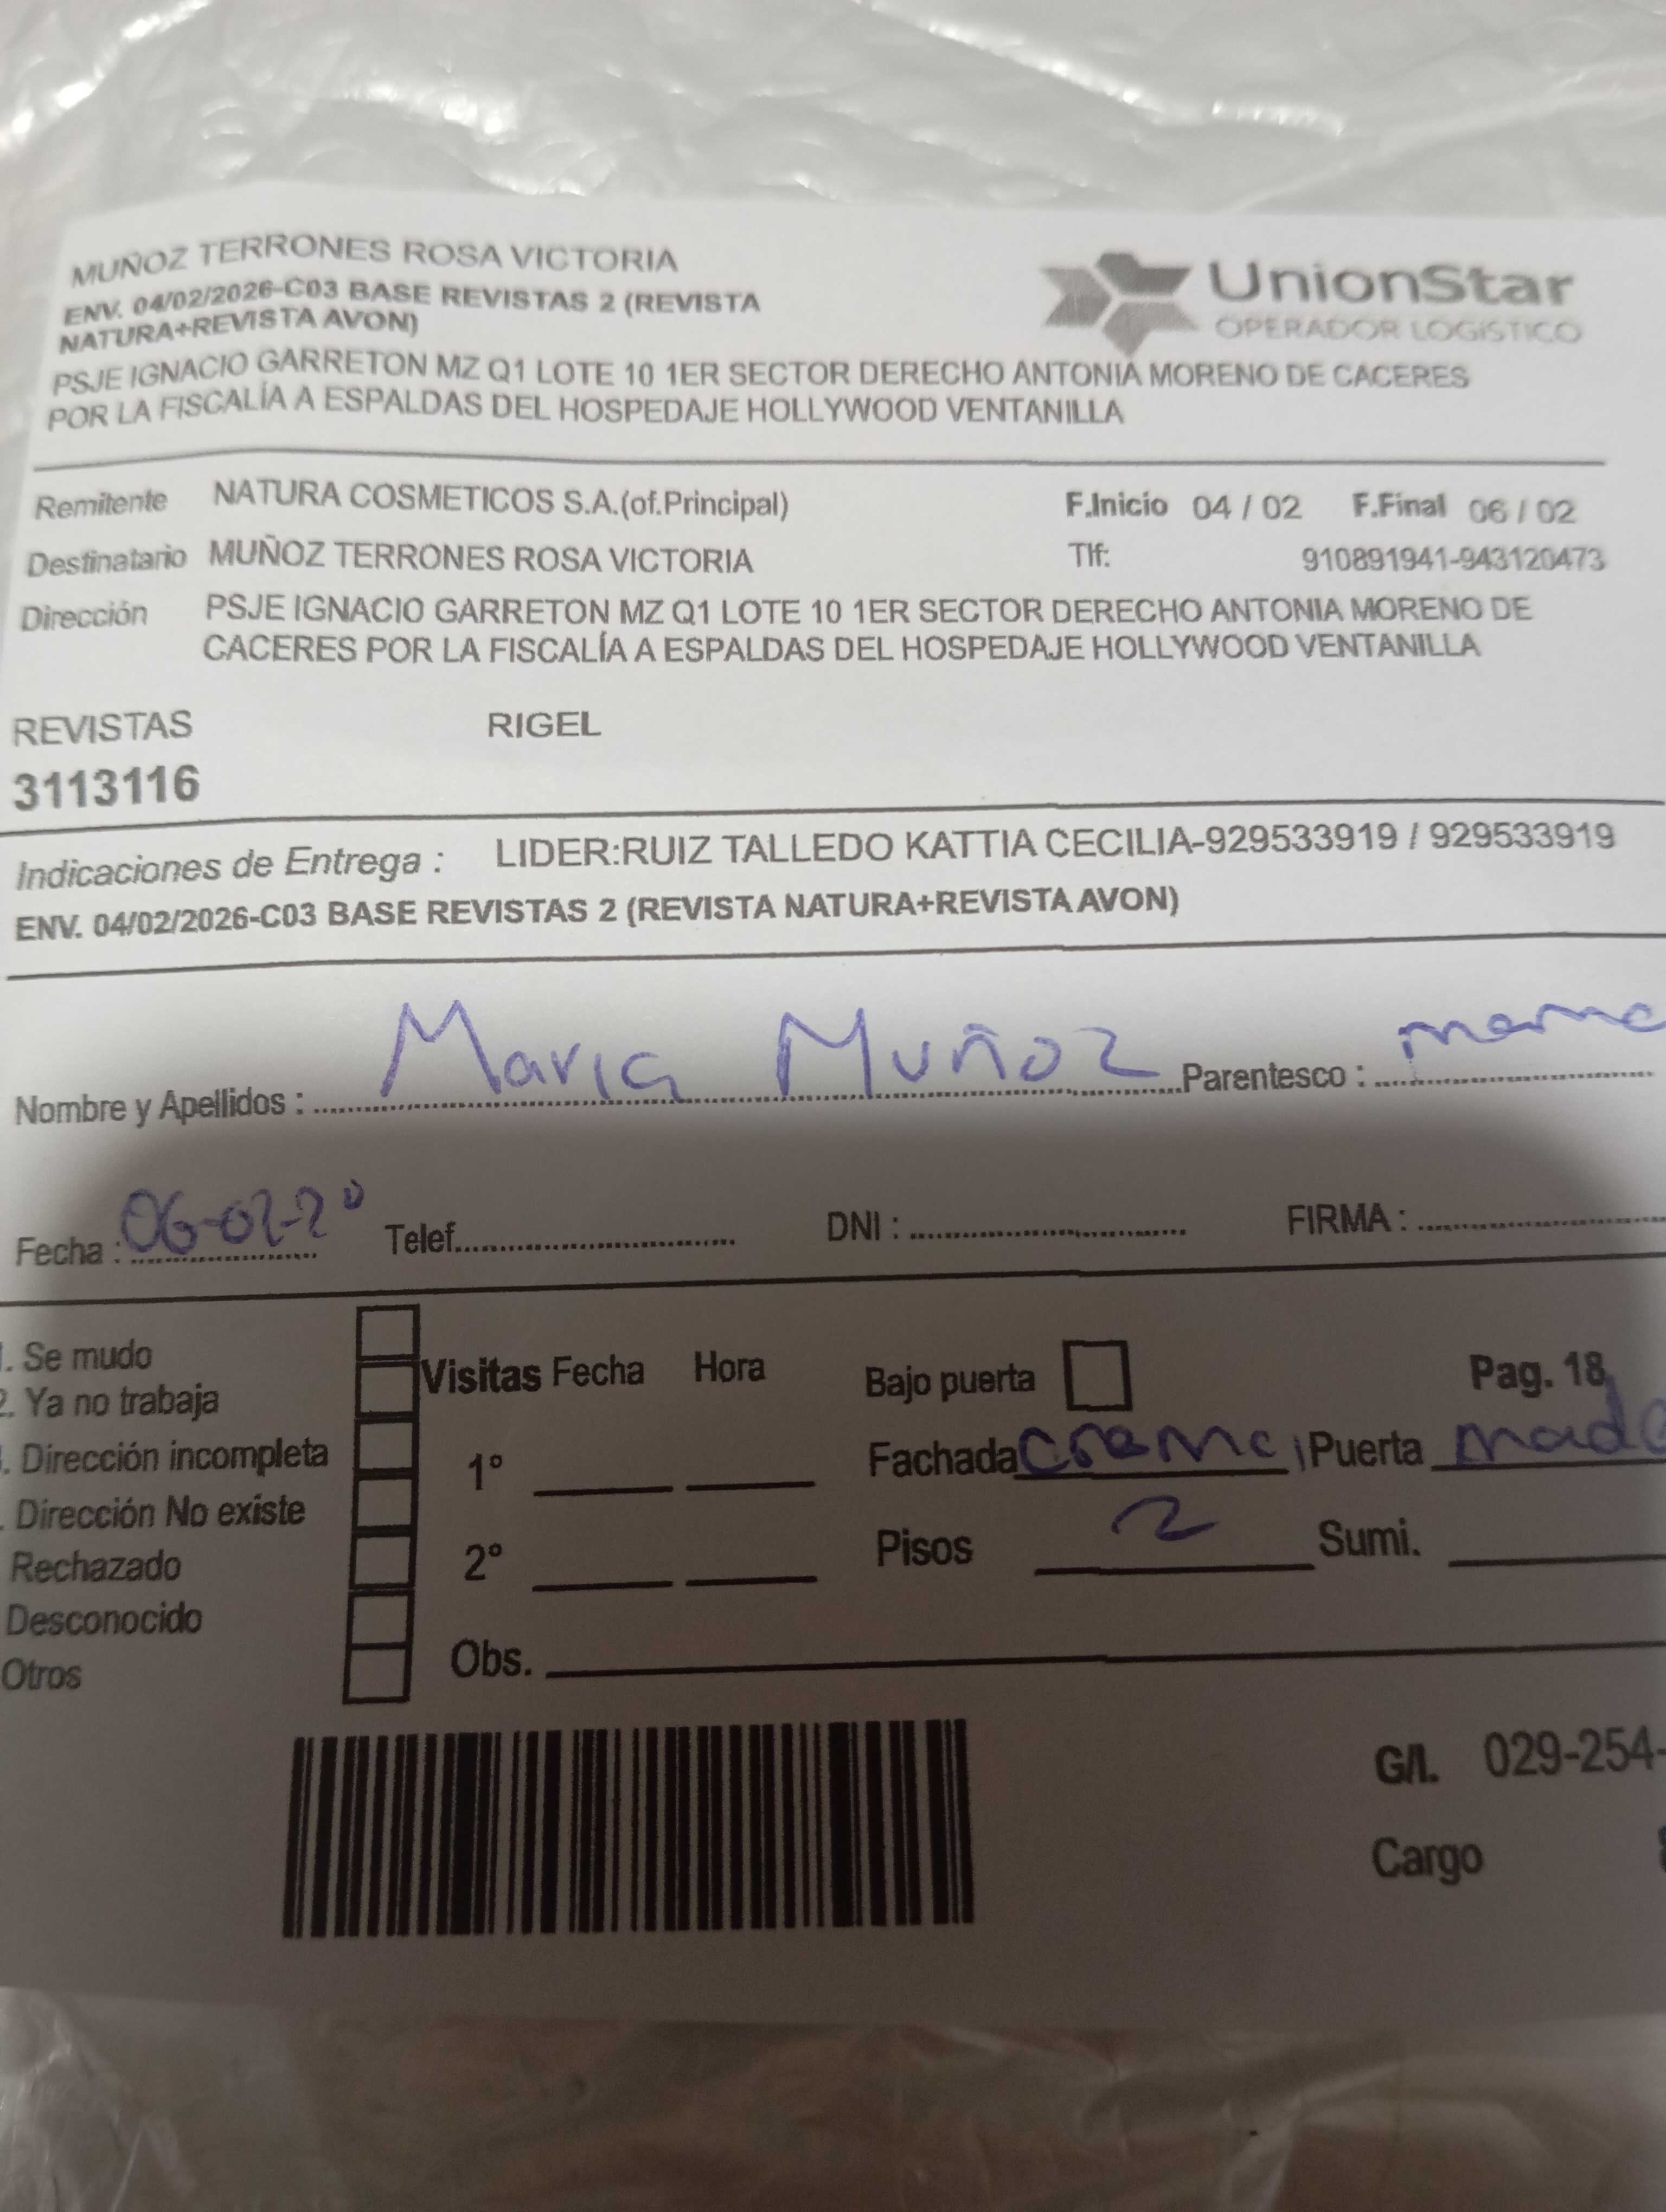 MUÑOZ TERRONES ROSA VICTORIA
ENV. 04/02/2026-C03 BASE REVISTAS 2 (REVISTA
NATURA+REVISTA AVON)
UnionStar
OPERADOR LOGÍSTICO
PSJE IGNACIO GARRETON MZ Q1 LOTE 10 1ER SECTOR DERECHO ANTONIA MORENO DE CACERES
POR LA FISCALÍA A ESPALDAS DEL HOSPEDAJE HOLLYWOOD VENTANILLA
Remitente NATURA COSMETICOS S.A.(of.Principal) F.Inicio 04 / 02 F.Final 06 / 02
Destinatario MUÑOZ TERRONES ROSA VICTORIA Tlf: 910891941-943120473
Dirección PSJE IGNACIO GARRETON MZ Q1 LOTE 10 1ER SECTOR DERECHO ANTONIA MORENO DE
CACERES POR LA FISCALÍA A ESPALDAS DEL HOSPEDAJE HOLLYWOOD VENTANILLA
REVISTAS RIGEL
3113116
Indicaciones de Entrega : LIDER:RUIZ TALLEDO KATTIA CECILIA-929533919 / 929533919
ENV. 04/02/2026-C03 BASE REVISTAS 2 (REVISTA NATURA+REVISTA AVON)
Nombre y Apellidos : Maria Muñoz Parentesco : mama
Fecha : Telef. DNI : FIRMA :
. Se mudo
. Ya no trabaja
. Dirección incompleta
. Dirección No existe
Rechazado
Desconocido
Otros
Visitas Fecha Hora
1°
2°
Obs.
Bajo puerta Pag. 18
Fachada crema Puerta
Pisos 2 Sumi.
G/I. 029-254-
Cargo